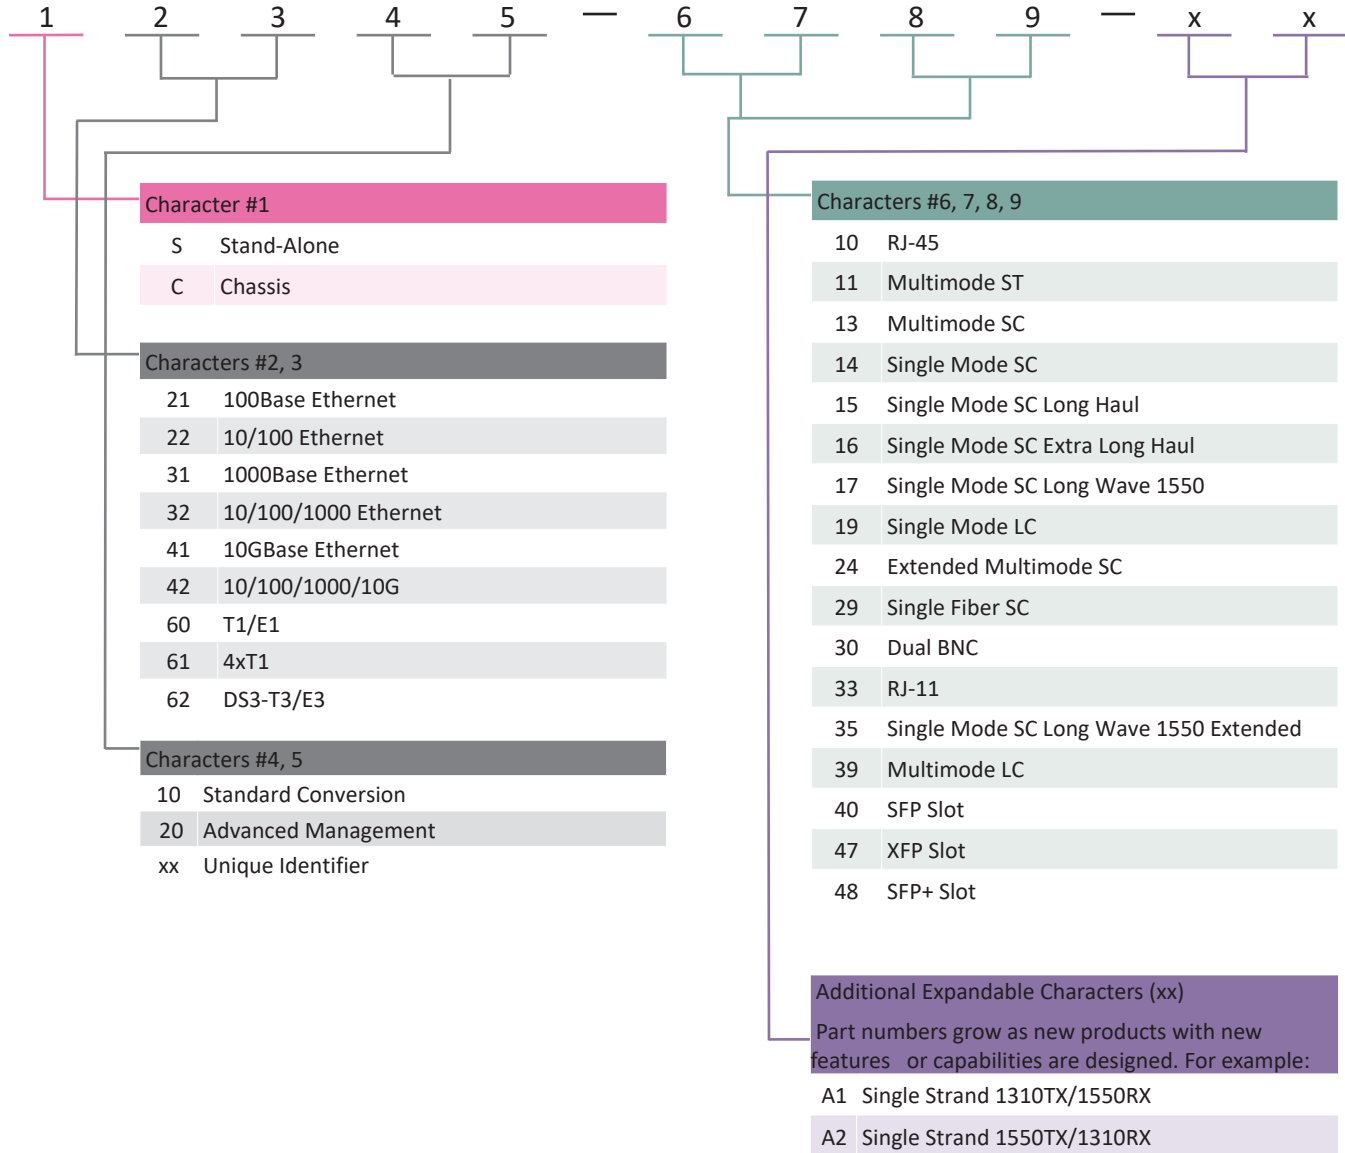 1 2 3 4 5 — 6 7 8 9 — x x
Character #1
S Stand-Alone
C Chassis
Characters #2, 3
21 100Base Ethernet
22 10/100 Ethernet
31 1000Base Ethernet
32 10/100/1000 Ethernet
41 10GBase Ethernet
42 10/100/1000/10G
60 T1/E1
61 4xT1
62 DS3-T3/E3
Characters #4, 5
10 Standard Conversion
20 Advanced Management
xx Unique Identifier
Characters #6, 7, 8, 9
10 RJ-45
11 Multimode ST
13 Multimode SC
14 Single Mode SC
15 Single Mode SC Long Haul
16 Single Mode SC Extra Long Haul
17 Single Mode SC Long Wave 1550
19 Single Mode LC
24 Extended Multimode SC
29 Single Fiber SC
30 Dual BNC
33 RJ-11
35 Single Mode SC Long Wave 1550 Extended
39 Multimode LC
40 SFP Slot
47 XFP Slot
48 SFP+ Slot
Additional Expandable Characters (xx)
Part numbers grow as new products with new
features or capabilities are designed. For example:
A1 Single Strand 1310TX/1550RX
A2 Single Strand 1550TX/1310RX